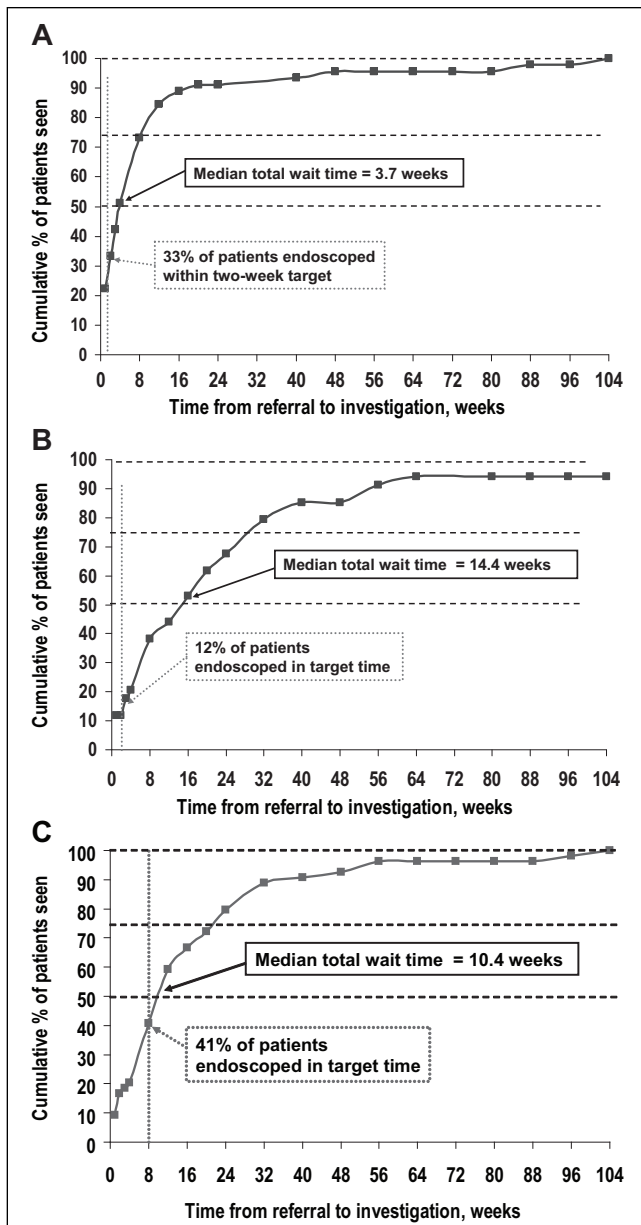 A
Cumulative % of patients seen
100
90
80
70
60
50
40
30
20
10
0
Median total wait time = 3.7 weeks
33% of patients endoscoped
within two-week target
0 8 16 24 32 40 48 56 64 72 80 88 96 104
Time from referral to investigation, weeks
B
Cumulative % of patients seen
100
90
80
70
60
50
40
30
20
10
0
Median total wait time = 14.4 weeks
12% of patients
endoscoped in target time
0 8 16 24 32 40 48 56 64 72 80 88 96 104
Time from referral to investigation, weeks
C
Cumulative % of patients seen
100
90
80
70
60
50
40
30
20
10
0
Median total wait time = 10.4 weeks
41% of patients
endoscoped in target time
0 8 16 24 32 40 48 56 64 72 80 88 96 104
Time from referral to investigation, weeks